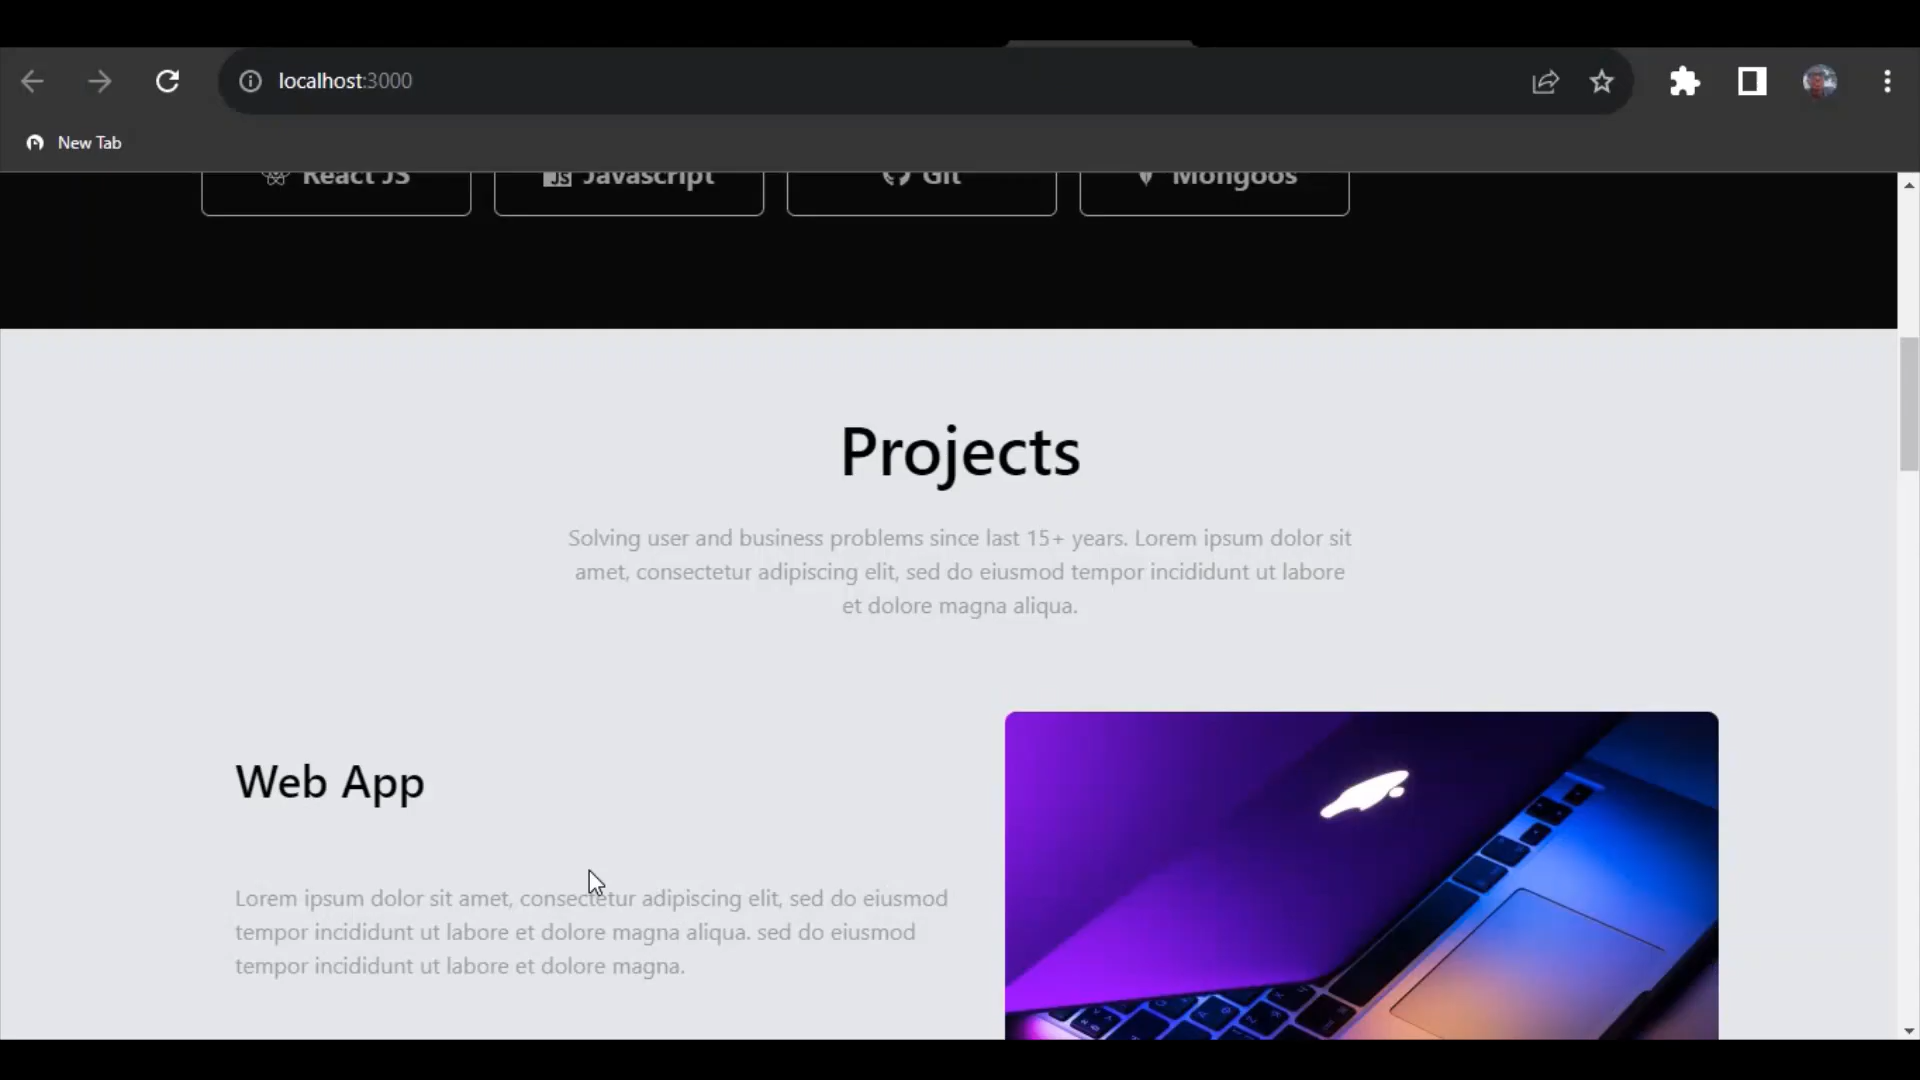 localhost:3000
New Tab
React JS
JS Javascript
Git
Mongoos
Projects
Solving user and business problems since last 15+ years. Lorem ipsum dolor sit
amet, consectetur adipiscing elit, sed do eiusmod tempor incididunt ut labore
et dolore magna aliqua.
Web App
Lorem ipsum dolor sit amet, consectetur adipiscing elit, sed do eiusmod
tempor incididunt ut labore et dolore magna aliqua. sed do eiusmod
tempor incididunt ut labore et dolore magna.